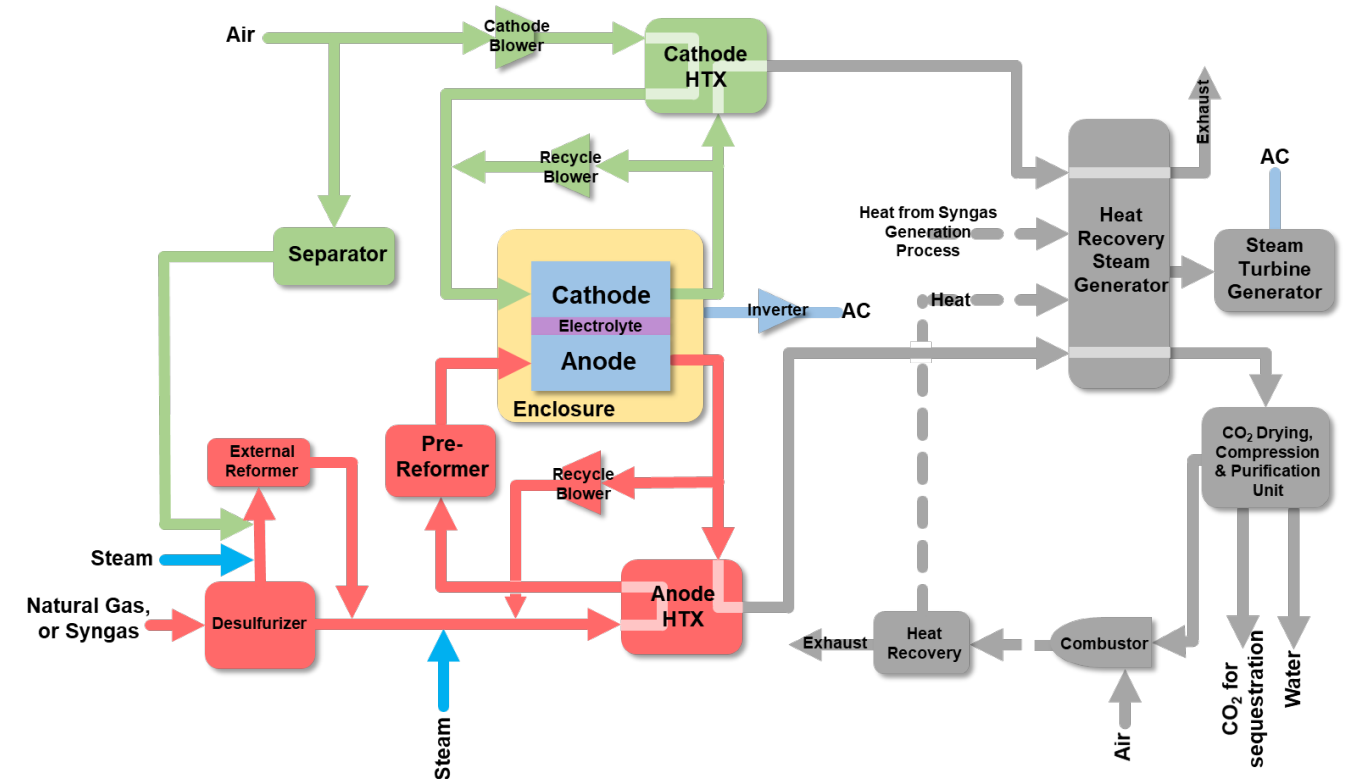 Air
Cathode
Blower
Cathode
HTX
Recycle
Blower
Exhaust
AC
Heat from Syngas
Generation
Process
Heat
Recovery
Steam
Generator
Steam
Turbine
Generator
Separator
Cathode
Electrolyte
Anode
Enclosure
Inverter
AC
Heat
External
Reformer
Pre-
Reformer
Recycle
Blower
CO₂ Drying,
Compression
& Purification
Unit
Steam
Natural Gas,
or Syngas
Desulfurizer
Anode
HTX
Exhaust
Heat
Recovery
Combustor
Steam
Air
CO₂ for
sequestration
Water